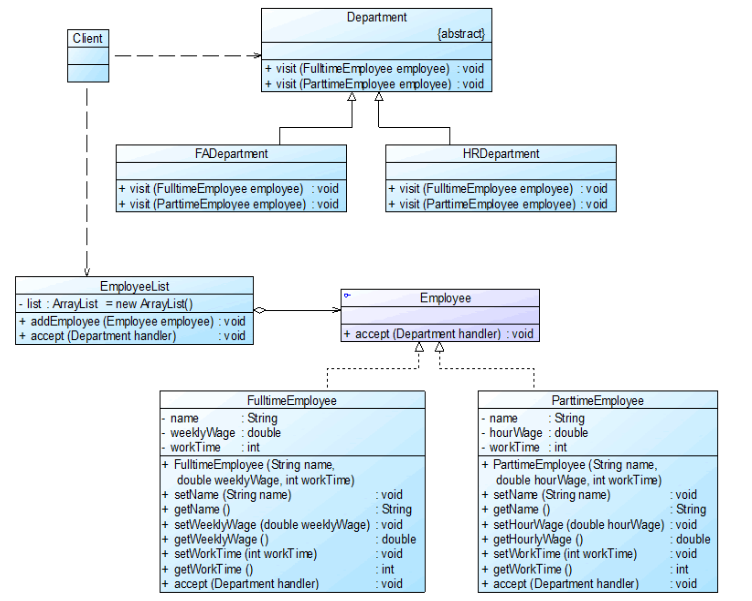 Department
{abstract}
Client
+ visit (FulltimeEmployee employee) : void
+ visit (ParttimeEmployee employee) : void
FADepartment
+ visit (FulltimeEmployee employee) : void
+ visit (ParttimeEmployee employee) : void
HRDepartment
+ visit (FulltimeEmployee employee) : void
+ visit (ParttimeEmployee employee) : void
EmployeeList
- list : ArrayList = new ArrayList()
+ addEmployee (Employee employee) : void
+ accept (Department handler) : void
Employee
+ accept (Department handler) : void
FulltimeEmployee
- name : String
- weeklyWage : double
- workTime : int
+ FulltimeEmployee (String name,
double weeklyWage, int workTime)
+ setName (String name) : void
+ getName () : String
+ setWeeklyWage (double weeklyWage) : void
+ getWeeklyWage () : double
+ setWorkTime (int workTime) : void
+ getWorkTime () : int
+ accept (Department handler) : void
ParttimeEmployee
- name : String
- hourWage : double
- workTime : int
+ ParttimeEmployee (String name,
double hourWage, int workTime)
+ setName (String name) : void
+ getName () : String
+ setHourWage (double hourWage) : void
+ getHourlyWage () : double
+ setWorkTime (int workTime) : void
+ getWorkTime () : int
+ accept (Department handler) : void